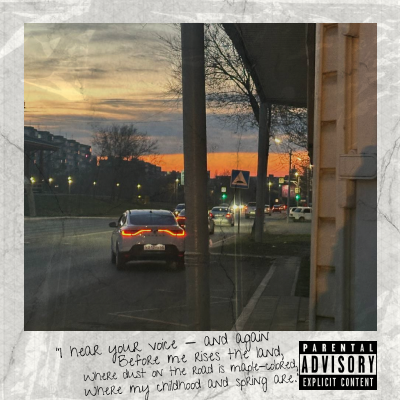 "I hear your voice — and again
Before me rises the land,
where dust on the road is maple-colored,
where my childhood and spring are."
PARENTAL
ADVISORY
EXPLICIT CONTENT